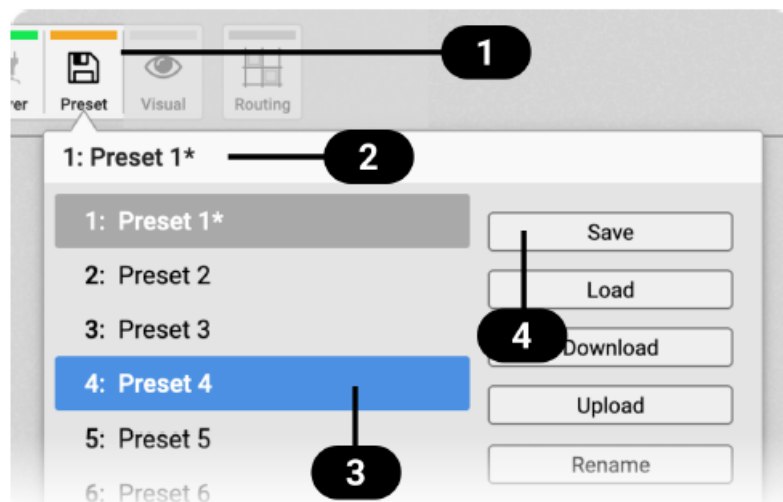 1
er Preset Visual Routing
1: Preset 1* 2
1: Preset 1* Save
2: Preset 2 Load
3: Preset 3 4 Download
4: Preset 4 Upload
5: Preset 5 3 Rename
6: Preset 6